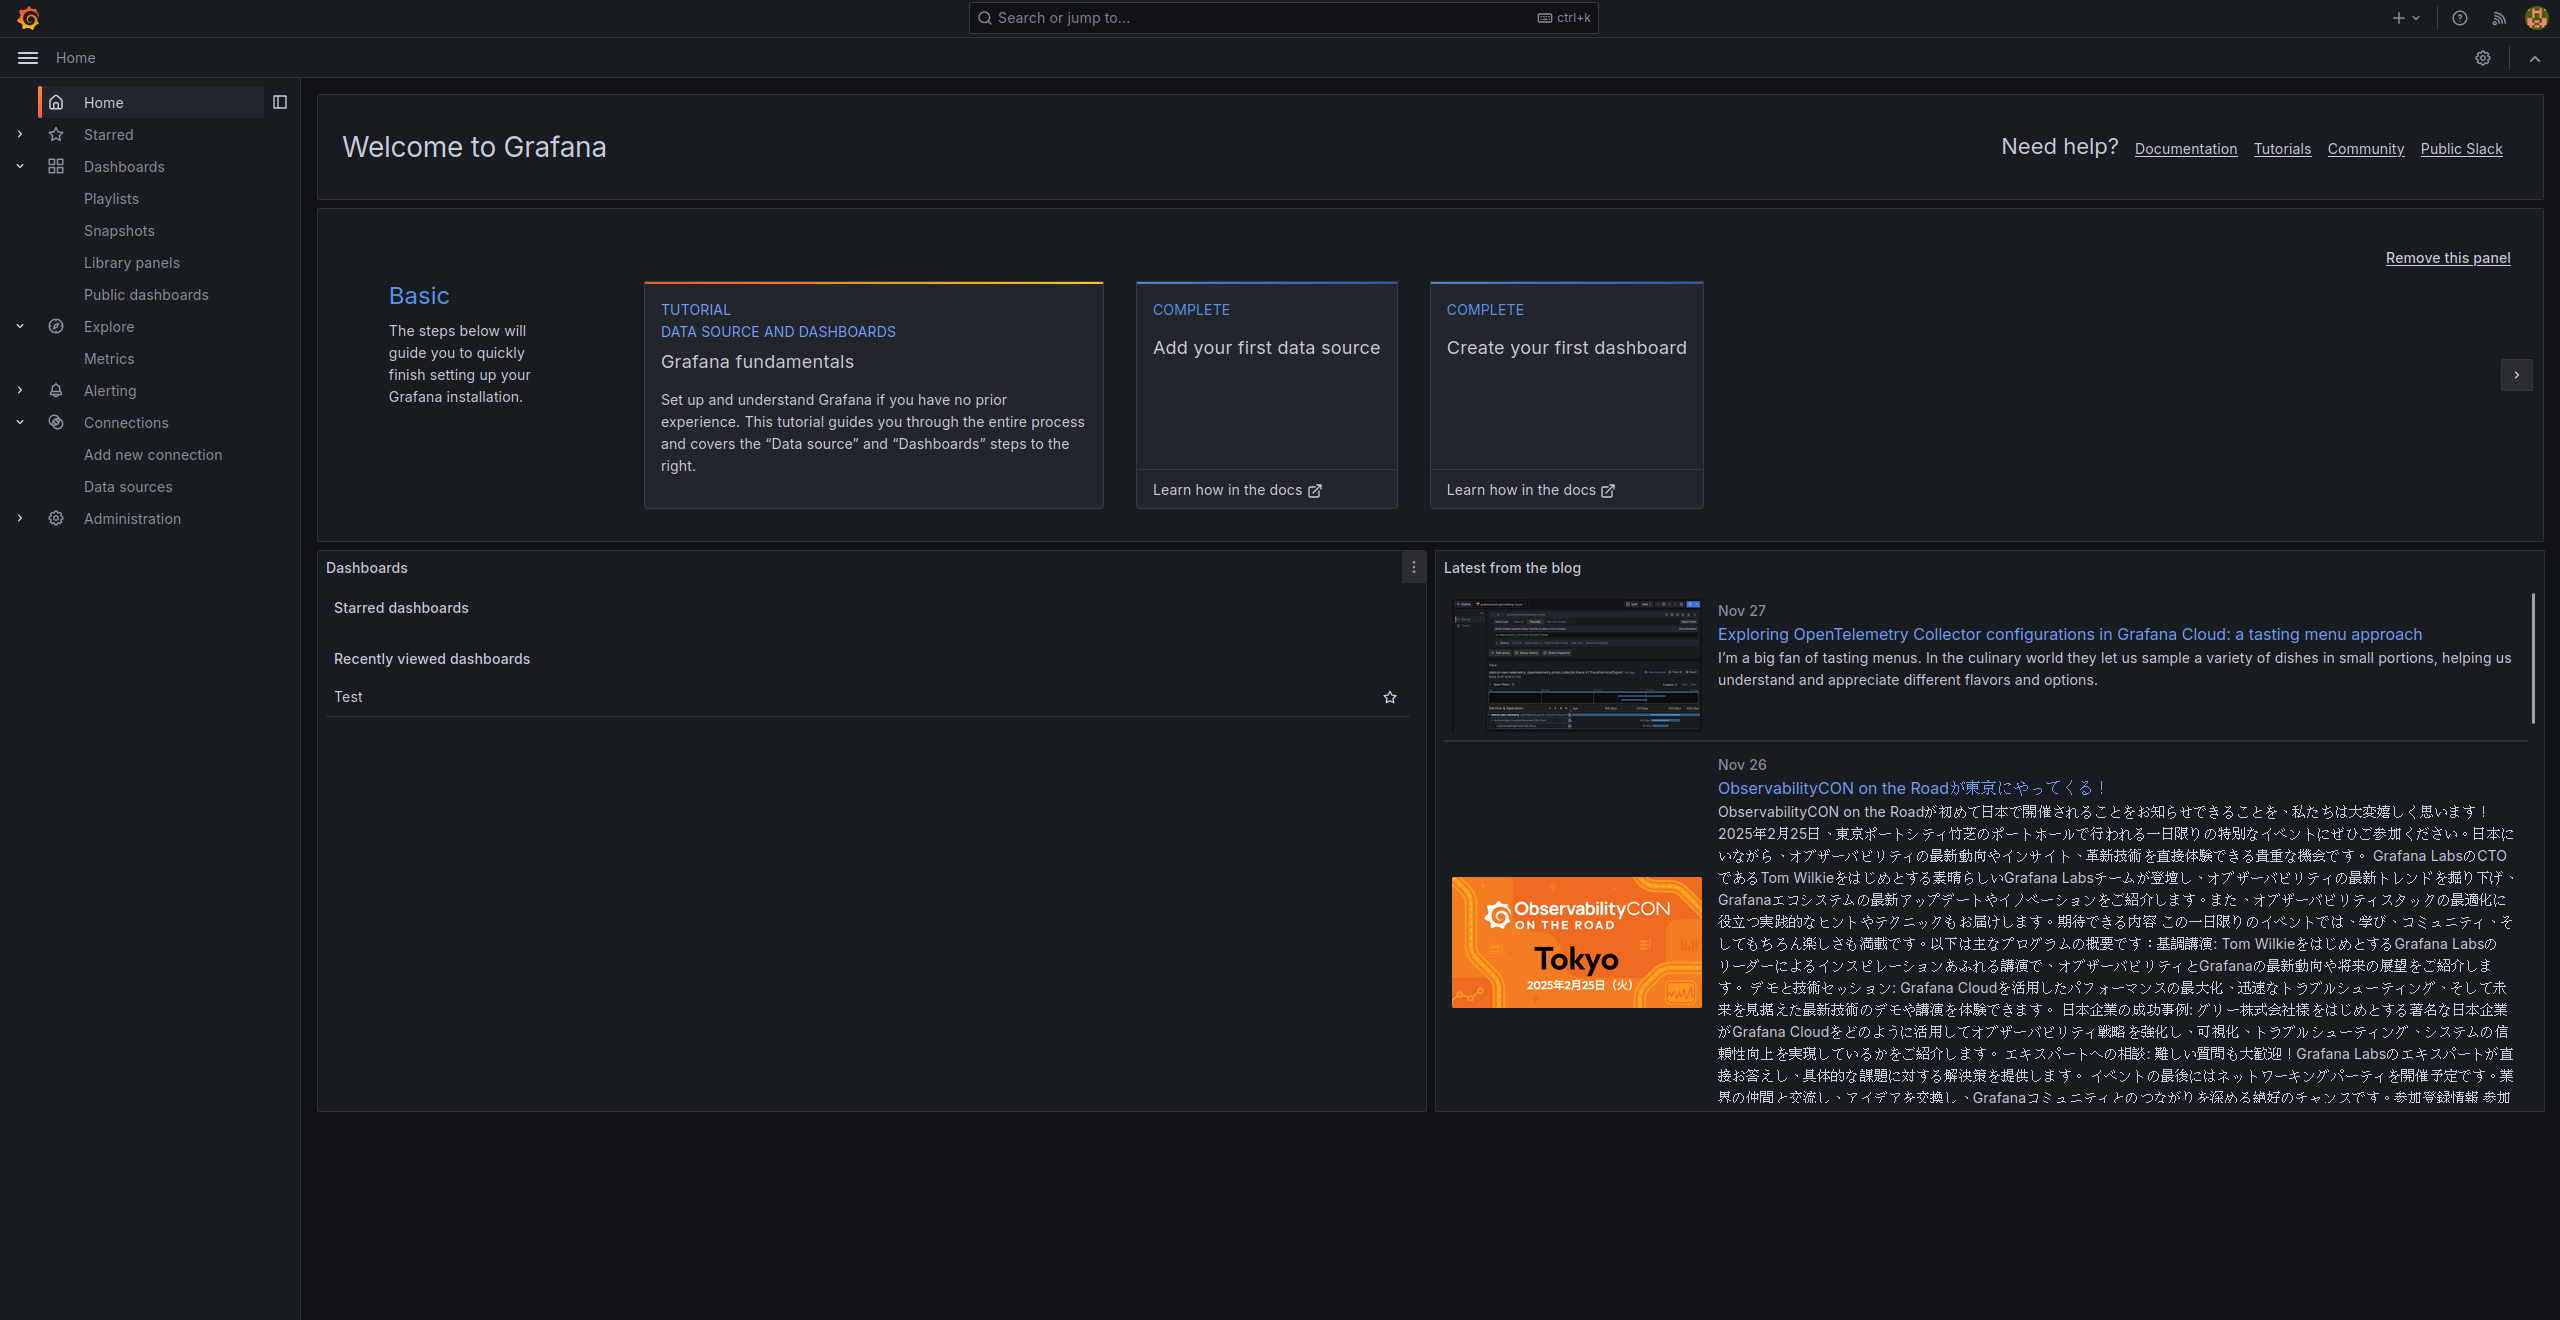 Search or jump to...
ctrl+k
Home
Home
Starred
Dashboards
Playlists
Snapshots
Library panels
Public dashboards
Explore
Metrics
Alerting
Connections
Add new connection
Data sources
Administration
Welcome to Grafana
Need help?
Documentation
Tutorials
Community
Public Slack
Remove this panel
Basic
The steps below will
guide you to quickly
finish setting up your
Grafana installation.
TUTORIAL
DATA SOURCE AND DASHBOARDS
Grafana fundamentals
Set up and understand Grafana if you have no prior
experience. This tutorial guides you through the entire process
and covers the “Data source” and “Dashboards” steps to the
right.
COMPLETE
Add your first data source
Learn how in the docs
COMPLETE
Create your first dashboard
Learn how in the docs
Dashboards
Starred dashboards
Recently viewed dashboards
Test
Latest from the blog
Nov 27
Exploring OpenTelemetry Collector configurations in Grafana Cloud: a tasting menu approach
I’m a big fan of tasting menus. In the culinary world they let us sample a variety of dishes in small portions, helping us
understand and appreciate different flavors and options.
ObservabilityCON
ON THE ROAD
Tokyo
2025年2月25日（火）
Nov 26
ObservabilityCON on the Roadが東京にやってくる！
ObservabilityCON on the Roadが初めて日本で開催されることをお知らせできることを、私たちは大変嬉しく思います！
2025年2月25日、東京ポートシティ竹芝のポートホールで行われる一日限りの特別なイベントにぜひご参加ください。日本に
いながら、オブザーバビリティの最新動向やインサイト、革新技術を直接体験できる貴重な機会です。 Grafana LabsのCTO
であるTom Wilkieをはじめとする素晴らしいGrafana Labsチームが登壇し、オブザーバビリティの最新トレンドを掘り下げ、
Grafanaエコシステムの最新アップデートやイノベーションをご紹介します。また、オブザーバビリティスタックの最適化に
役立つ実践的なヒントやテクニックもお届けします。期待できる内容 この一日限りのイベントでは、学び、コミュニティ、そ
してもちろん楽しさも満載です。以下は主なプログラムの概要です：基調講演: Tom WilkieをはじめとするGrafana Labsの
リーダーによるインスピレーションあふれる講演で、オブザーバビリティとGrafanaの最新動向や将来の展望をご紹介しま
す。 デモと技術セッション: Grafana Cloudを活用したパフォーマンスの最大化、迅速なトラブルシューティング、そして未
来を見据えた最新技術のデモや講演を体験できます。 日本企業の成功事例: グリー株式会社様をはじめとする著名な日本企業
がGrafana Cloudをどのように活用してオブザーバビリティ戦略を強化し、可視化、トラブルシューティング、システムの信
頼性向上を実現しているかをご紹介します。 エキスパートへの相談: 難しい質問も大歓迎！Grafana Labsのエキスパートが直
接お答えし、具体的な課題に対する解決策を提供します。 イベントの最後にはネットワーキングパーティを開催予定です。業
界の仲間と交流し、アイデアを交換し、Grafanaコミュニティとのつながりを深める絶好のチャンスです。参加登録情報 参加